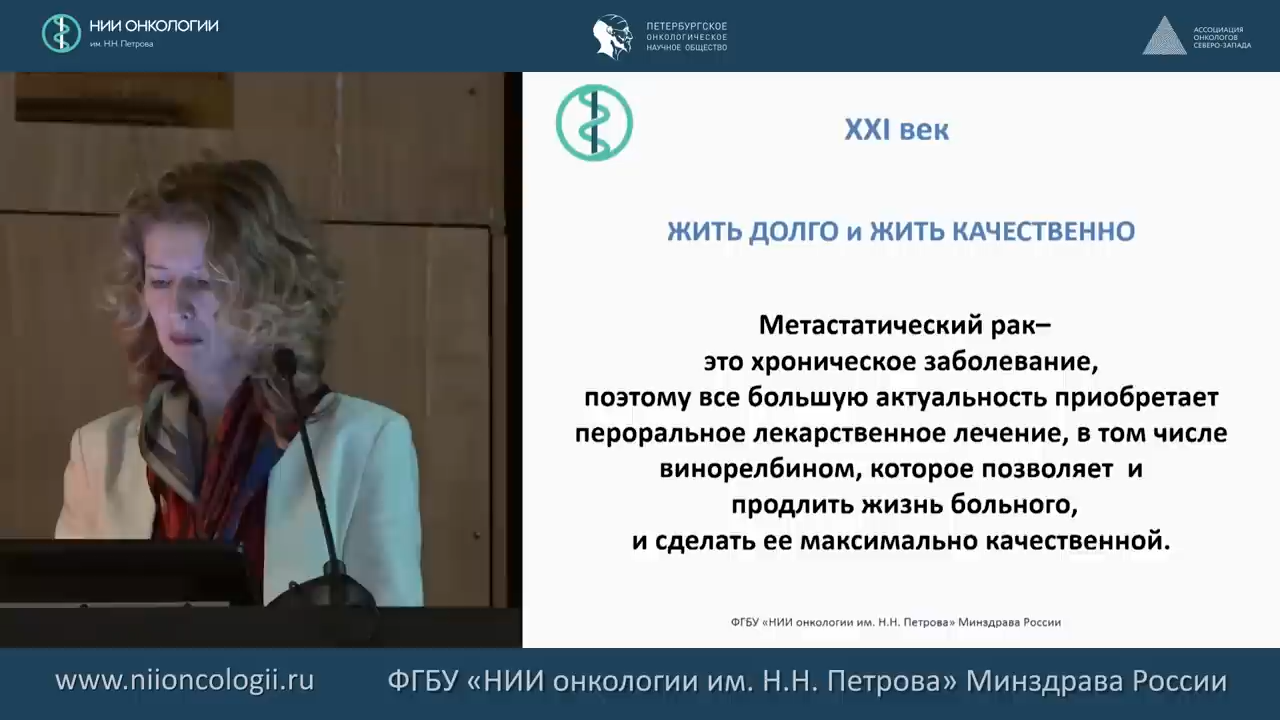 НИИ ОНКОЛОГИИ
им. Н.Н. Петрова
ПЕТЕРБУРГСКОЕ
ОНКОЛОГИЧЕСКОЕ
НАУЧНОЕ ОБЩЕСТВО
АССОЦИАЦИЯ
ОНКОЛОГОВ
СЕВЕРО-ЗАПАДА
XXI век
ЖИТЬ ДОЛГО и ЖИТЬ КАЧЕСТВЕННО
Метастатический рак–
это хроническое заболевание,
поэтому все большую актуальность приобретает
пероральное лекарственное лечение, в том числе
винорелбином, которое позволяет и
продлить жизнь больного,
и сделать ее максимально качественной.
ФГБУ «НИИ онкологии им. Н.Н. Петрова» Минздрава России
www.niioncologii.ru
ФГБУ «НИИ онкологии им. Н.Н. Петрова» Минздрава России